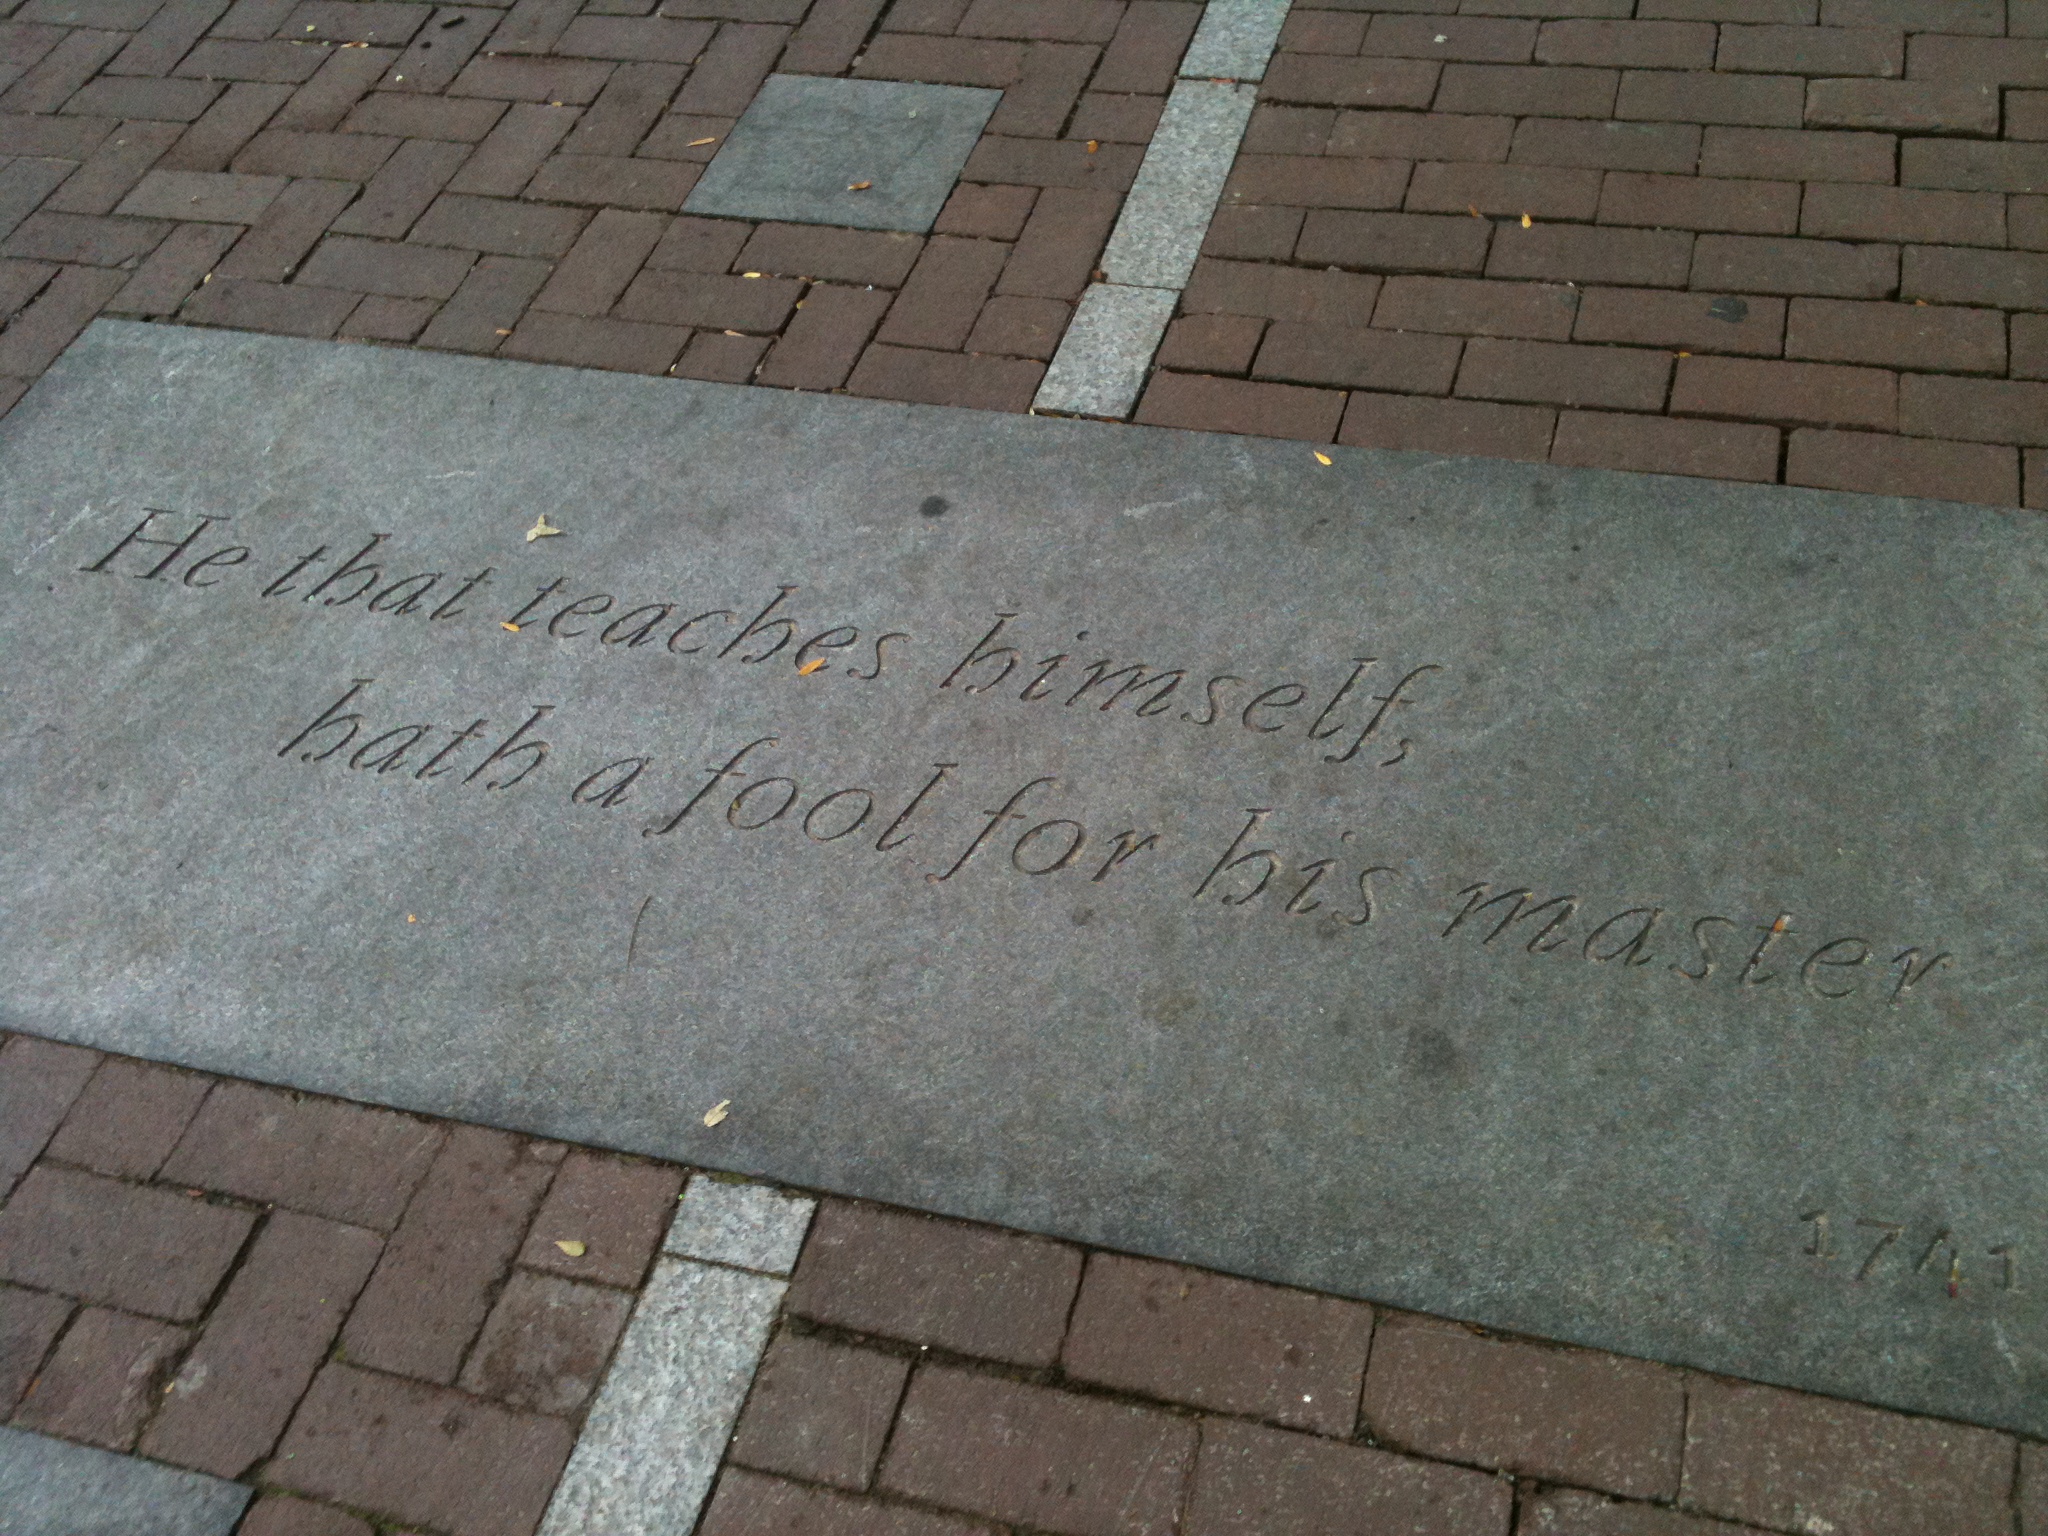 He that teaches himself,
hath a fool for his master
1741